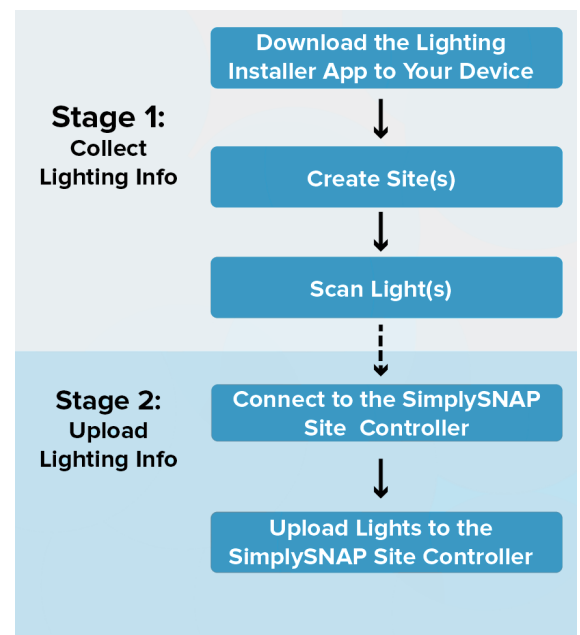 Stage 1:
Collect
Lighting Info
Download the Lighting
Installer App to Your Device
Create Site(s)
Scan Light(s)
Stage 2:
Upload
Lighting Info
Connect to the SimplySNAP
Site Controller
Upload Lights to the
SimplySNAP Site Controller